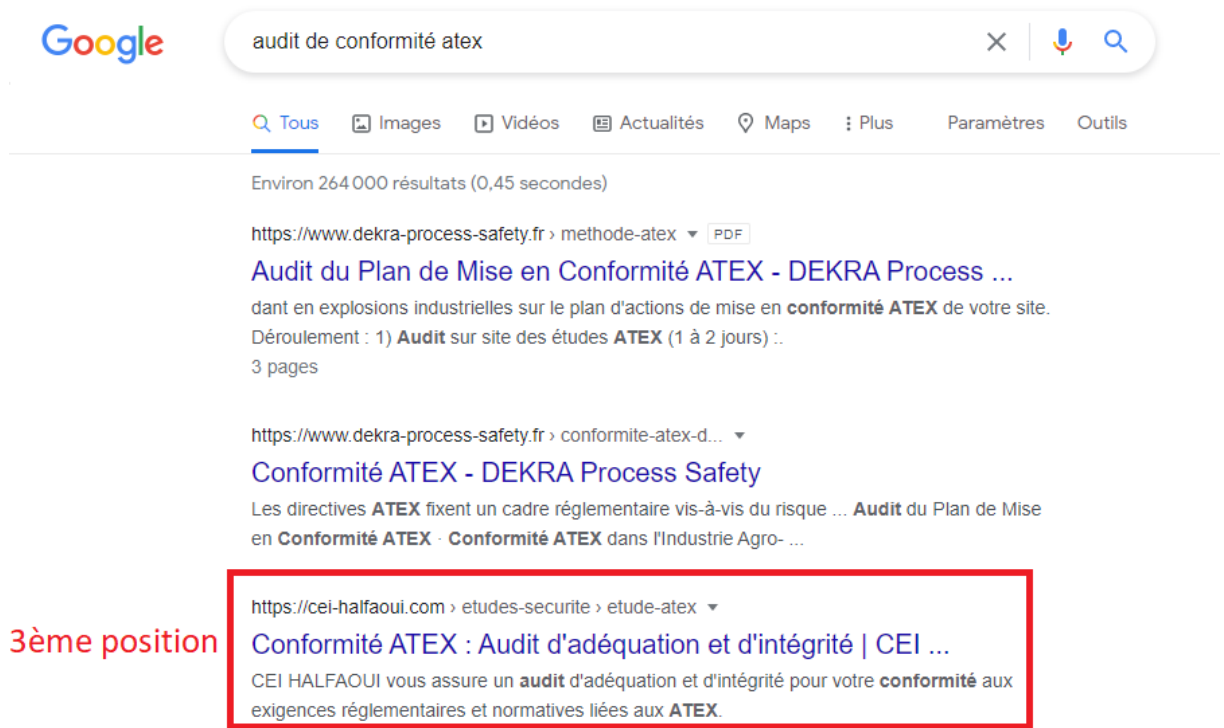 Google
audit de conformité atex
Tous Images Vidéos Actualités Maps Plus Paramètres Outils
Environ 264 000 résultats (0,45 secondes)
https://www.dekra-process-safety.fr › methode-atex PDF
Audit du Plan de Mise en Conformité ATEX - DEKRA Process ...
dant en explosions industrielles sur le plan d'actions de mise en conformité ATEX de votre site.
Déroulement : 1) Audit sur site des études ATEX (1 à 2 jours) :.
3 pages
https://www.dekra-process-safety.fr › conformite-atex-d...
Conformité ATEX - DEKRA Process Safety
Les directives ATEX fixent un cadre réglementaire vis-à-vis du risque ... Audit du Plan de Mise
en Conformité ATEX · Conformité ATEX dans l'Industrie Agro- ...
https://cei-halfaoui.com › etudes-securite › etude-atex
3ème position
Conformité ATEX : Audit d'adéquation et d'intégrité | CEI ...
CEI HALFAOUI vous assure un audit d'adéquation et d'intégrité pour votre conformité aux
exigences réglementaires et normatives liées aux ATEX.